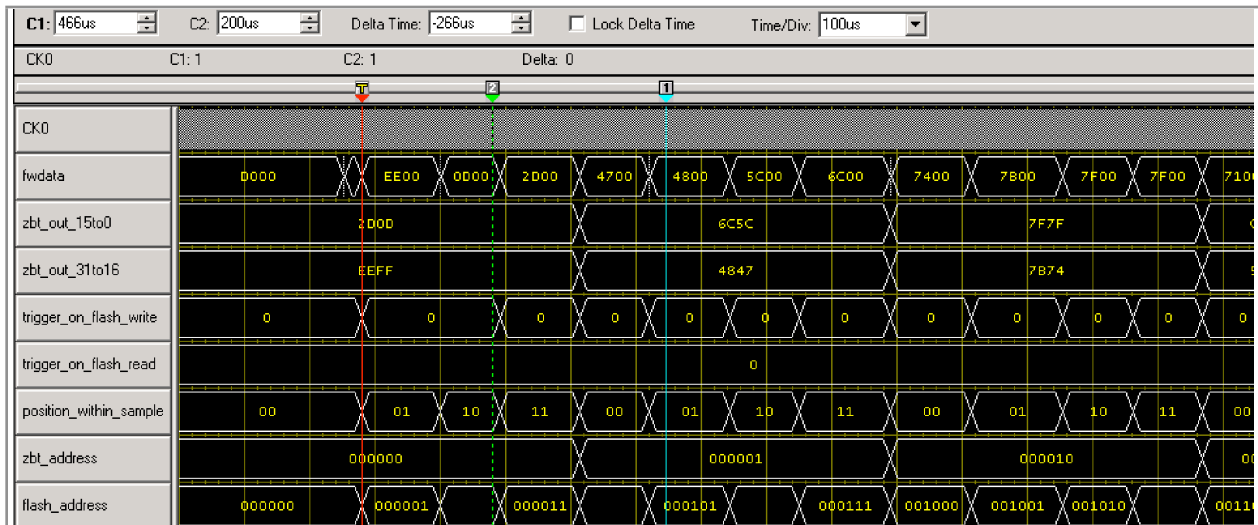 C1: 466us C2: 200us Delta Time: -266us Lock Delta Time Time/Div: 100us
CK0 C1: 1 C2: 1 Delta: 0
T 2 1
CK0
fwdata D000 EE00 0D00 2D00 4700 4800 5C00 6C00 7400 7B00 7F00 7F00 710
zbt_out_15to0 2D0D 6C5C 7F7F
zbt_out_31to16 EEFF 4847 7B74
trigger_on_flash_write 0 0 0 0 0 0 0 0 0 0 0 0
trigger_on_flash_read 0
position_within_sample 00 01 10 11 00 01 10 11 00 01 10 11 00
zbt_address 000000 000001 000010 00
flash_address 000000 000001 000011 000101 000111 001000 001001 001010 0011